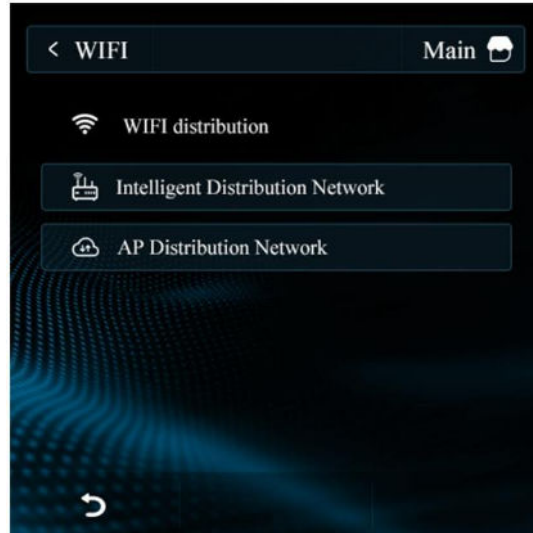 < WIFI Main
WIFI distribution
Intelligent Distribution Network
AP Distribution Network